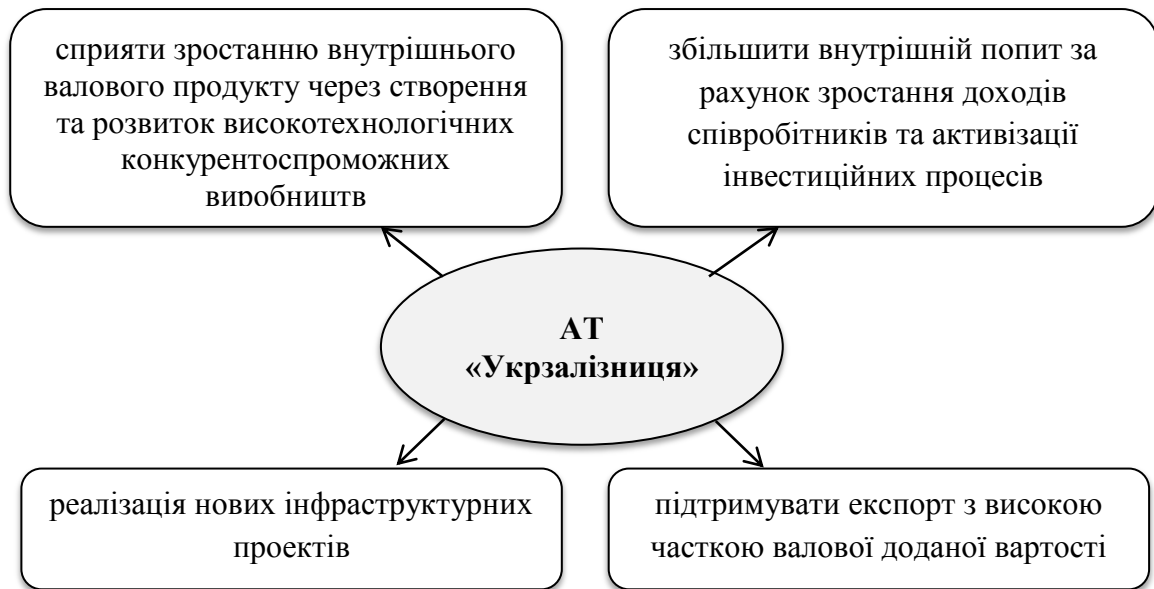 сприяти зростанню внутрішнього
валового продукту через створення
та розвиток високотехнологічних
конкурентоспроможних
виробництв
збільшити внутрішній попит за
рахунок зростання доходів
співробітників та активізації
інвестиційних процесів
АТ
«Укрзалізниця»
реалізація нових інфраструктурних
проектів
підтримувати експорт з високою
часткою валової доданої вартості